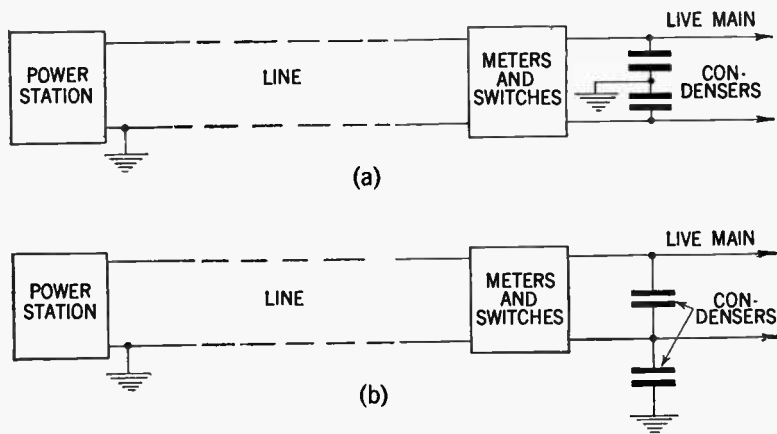 LIVE MAIN
POWER
STATION
LINE
METERS
AND
SWITCHES
CON-
DENSERS
(a)
LIVE MAIN
POWER
STATION
LINE
METERS
AND
SWITCHES
CON-
DENSERS
(b)